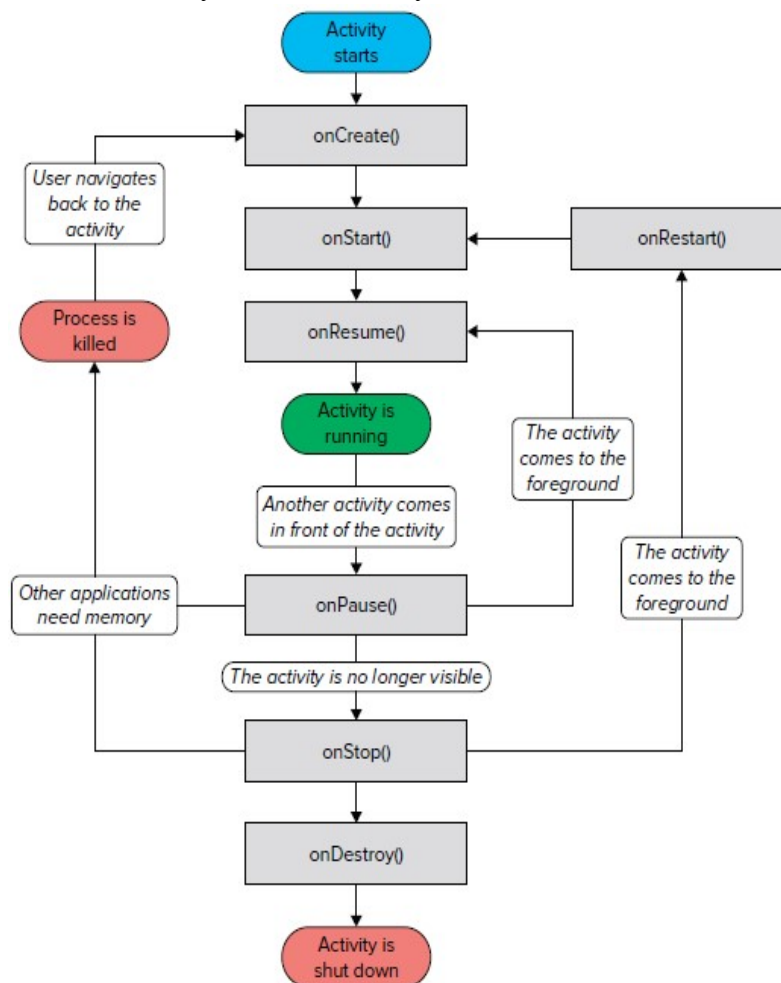 Activity
starts
onCreate()
User navigates
back to the
activity
onStart()
onRestart()
Process is
killed
onResume()
Activity is
running
The activity
comes to the
foreground
Another activity comes
in front of the activity
The activity
comes to the
foreground
Other applications
need memory
onPause()
The activity is no longer visible
onStop()
onDestroy()
Activity is
shut down